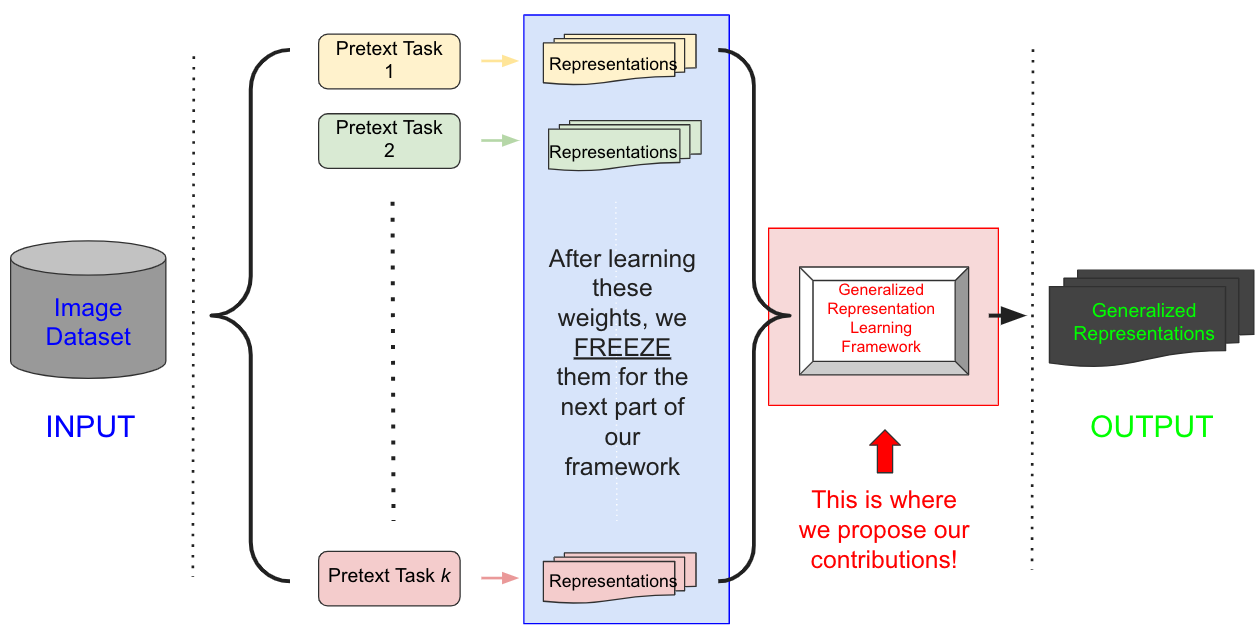 Pretext Task
1
Representations
Pretext Task
2
Representations
After learning
these
weights, we
FREEZE
them for the
next part of
our
framework
Pretext Task k
Representations
Image
Dataset
INPUT
Generalized
Representation
Learning
Framework
This is where
we propose our
contributions!
Generalized
Representations
OUTPUT